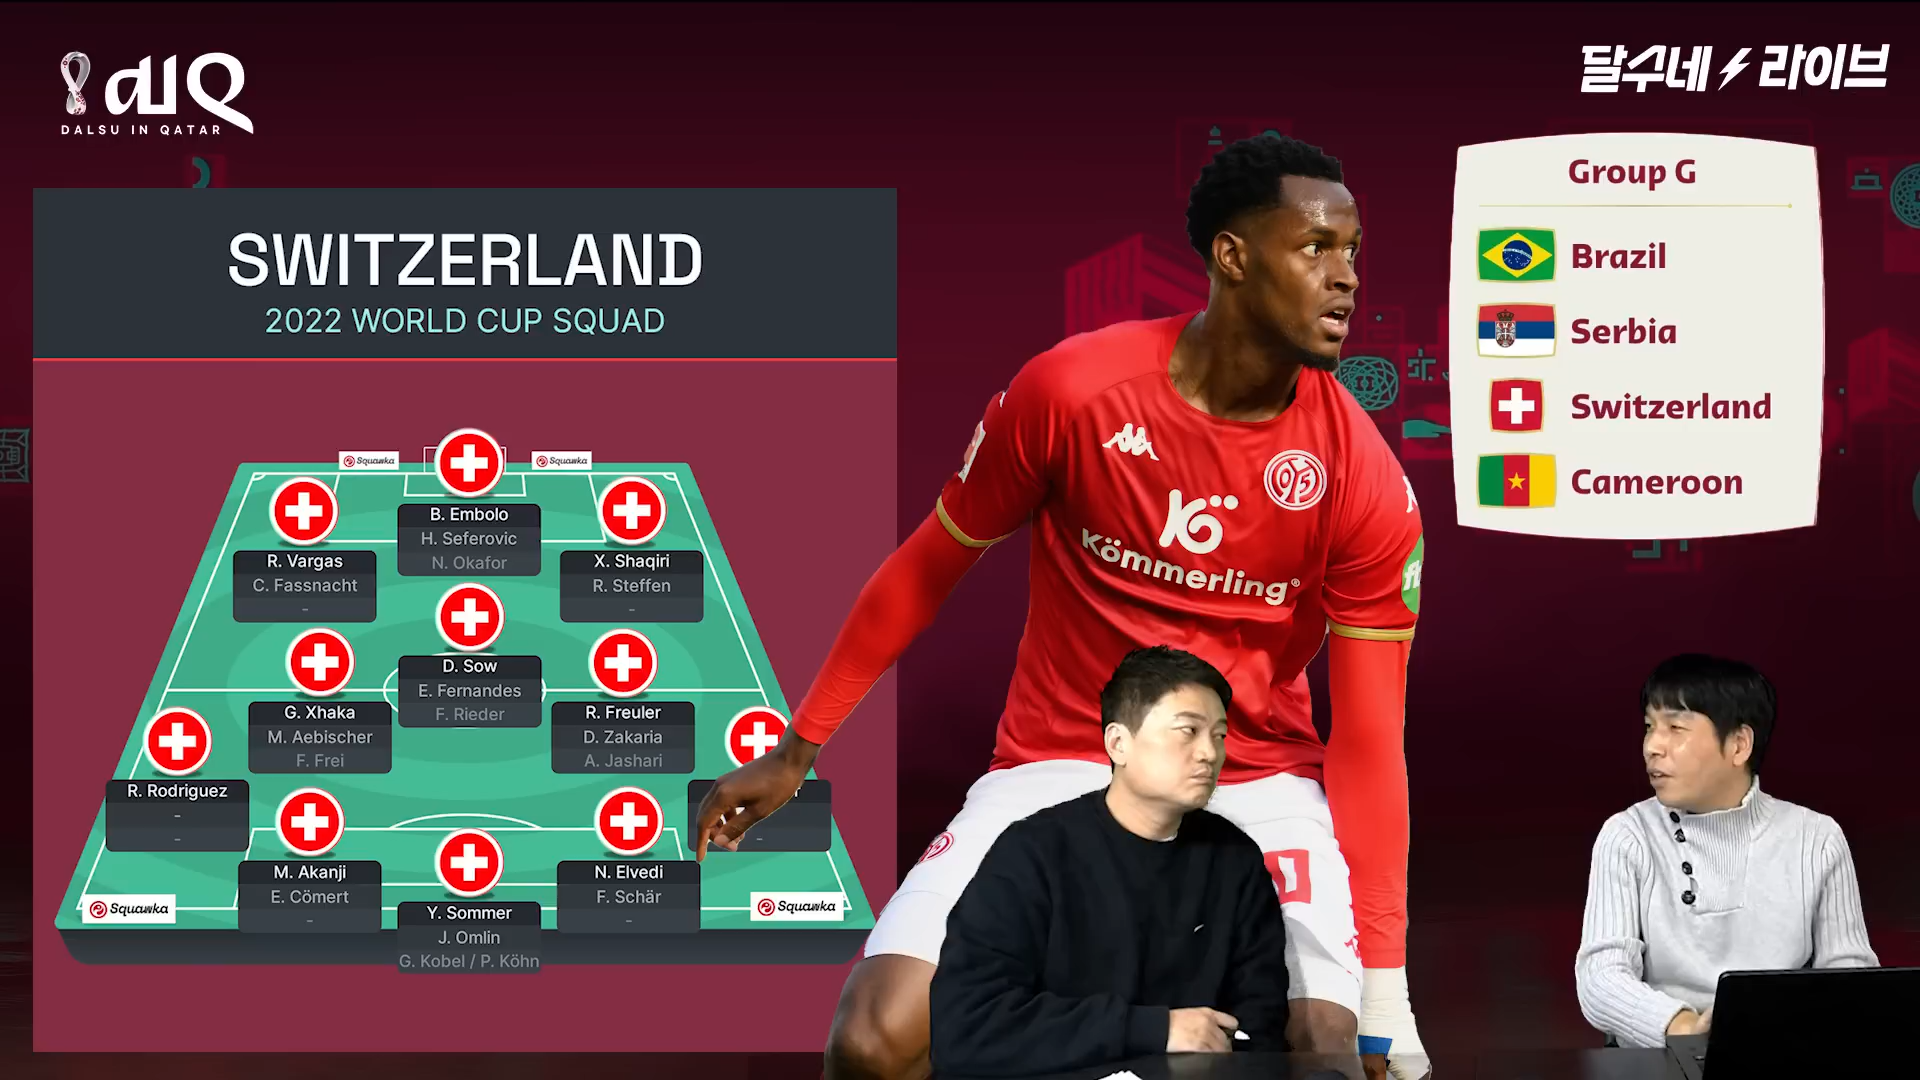 dIQ
DALSU IN QATAR
달수네 라이브
SWITZERLAND
2022 WORLD CUP SQUAD
Squawka
Squawka
B. Embolo
H. Seferovic
N. Okafor
R. Vargas
C. Fassnacht
-
X. Shaqiri
R. Steffen
-
D. Sow
E. Fernandes
F. Rieder
G. Xhaka
M. Aebischer
F. Frei
R. Freuler
D. Zakaria
A. Jashari
R. Rodriguez
-
-
-
M. Akanji
E. Cömert
-
N. Elvedi
F. Schär
-
Y. Sommer
J. Omlin
G. Kobel / P. Köhn
Squawka
Squawka
Kömmerling®
05
Group G
Brazil
Serbia
Switzerland
Cameroon